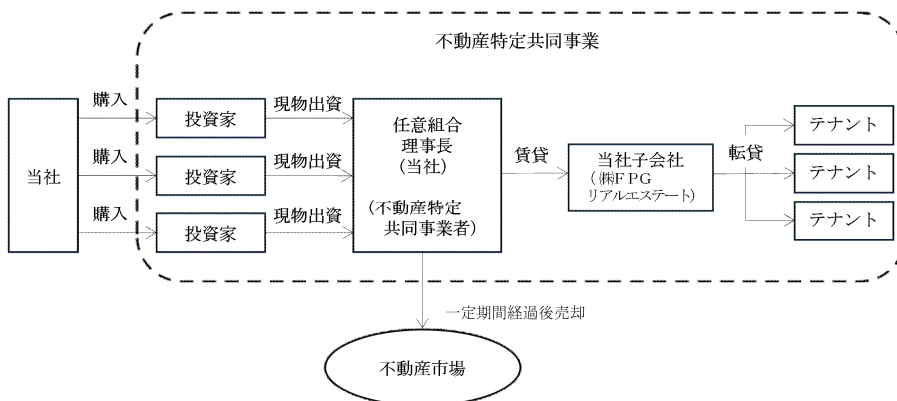 不動産特定共同事業
当社
購入
購入
購入
投資家
投資家
投資家
現物出資
現物出資
現物出資
任意組合
理事長
(当社)
(不動産特定
共同事業者)
賃貸
当社子会社
(㈱FPG
リアルエステート)
転貸
テナント
テナント
テナント
一定期間経過後売却
不動産市場